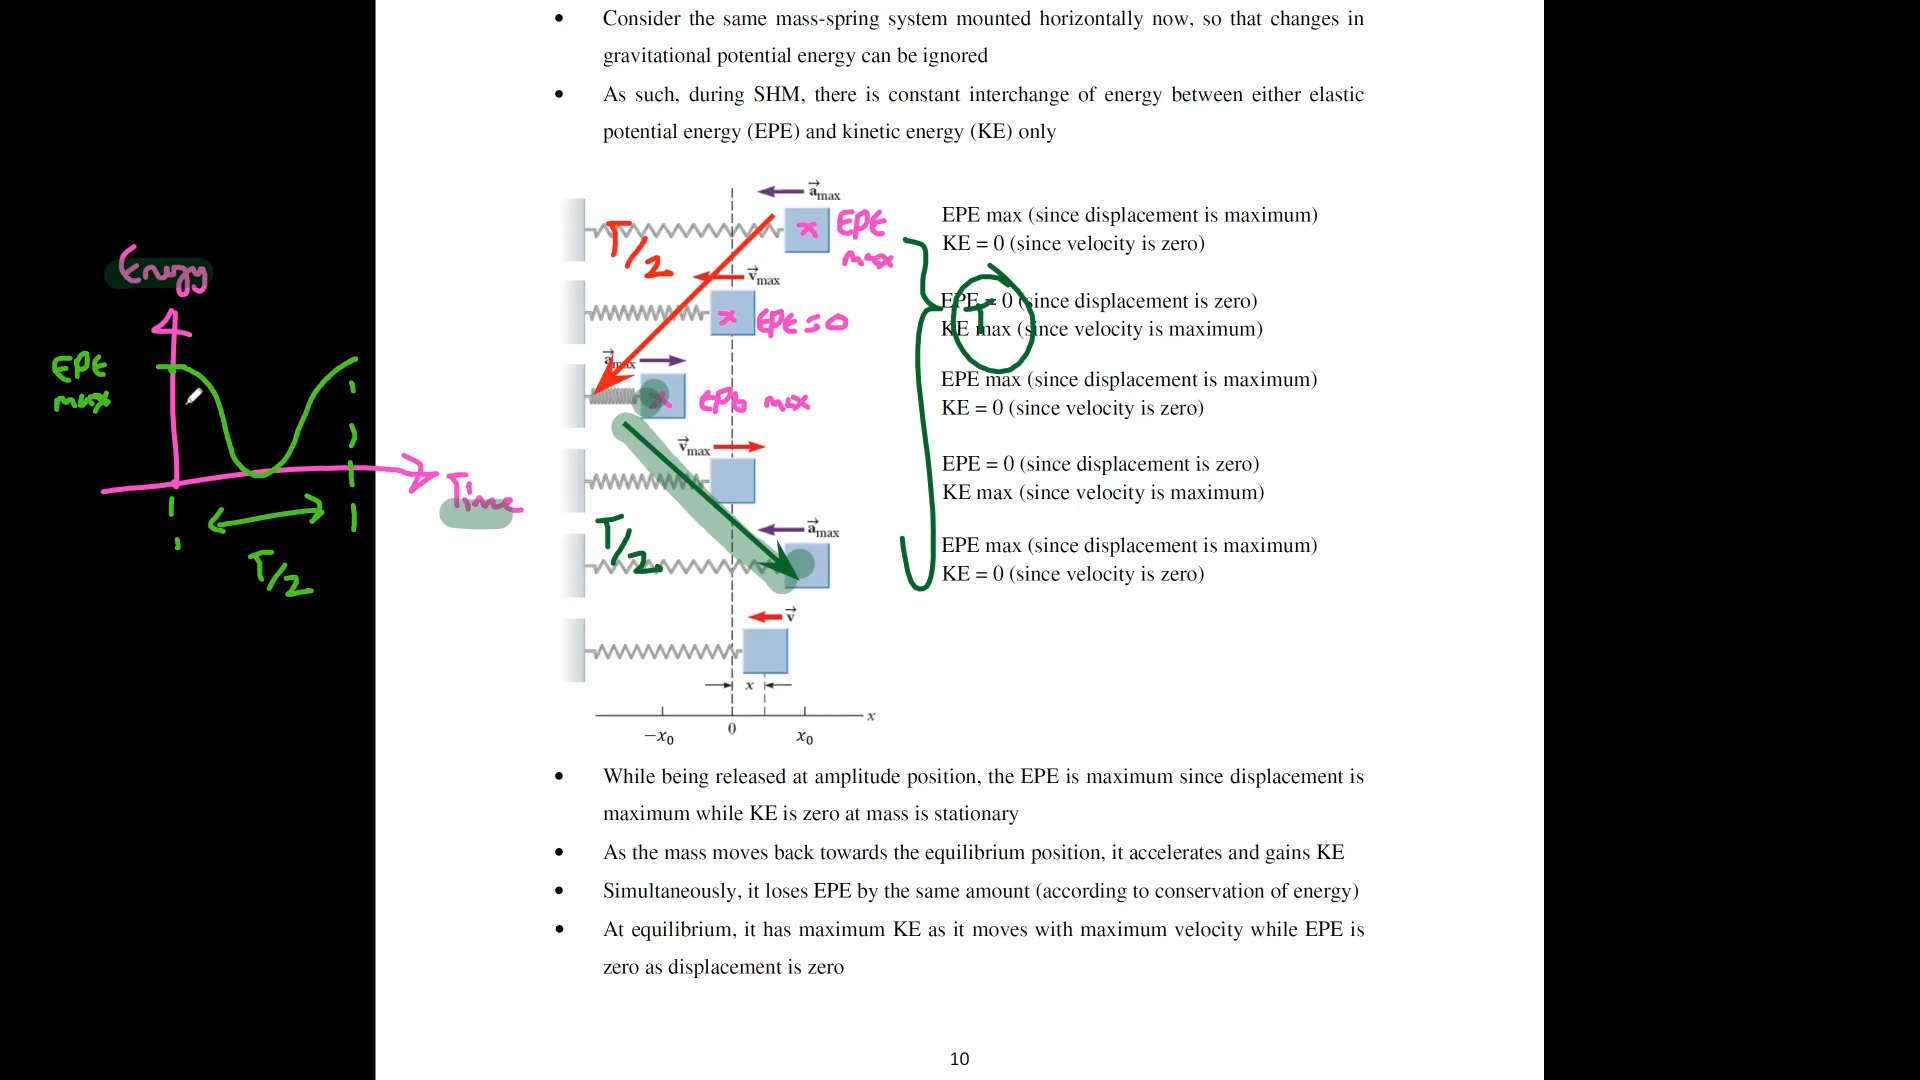 • Consider the same mass-spring system mounted horizontally now, so that changes in
gravitational potential energy can be ignored
• As such, during SHM, there is constant interchange of energy between either elastic
potential energy (EPE) and kinetic energy (KE) only
a⃗max
T/2
EPE
max
EPE max (since displacement is maximum)
KE = 0 (since velocity is zero)
Energy
v⃗max
EPE = 0
EPE = 0 (since displacement is zero)
KE max (since velocity is maximum)
T
EPE
max
a⃗max
EPE max
EPE max (since displacement is maximum)
KE = 0 (since velocity is zero)
v⃗max
EPE = 0 (since displacement is zero)
KE max (since velocity is maximum)
Time
T/2
T/2
a⃗max
EPE max (since displacement is maximum)
KE = 0 (since velocity is zero)
v⃗
x
x
−x₀ 0 x₀
• While being released at amplitude position, the EPE is maximum since displacement is
maximum while KE is zero at mass is stationary
• As the mass moves back towards the equilibrium position, it accelerates and gains KE
• Simultaneously, it loses EPE by the same amount (according to conservation of energy)
• At equilibrium, it has maximum KE as it moves with maximum velocity while EPE is
zero as displacement is zero
10